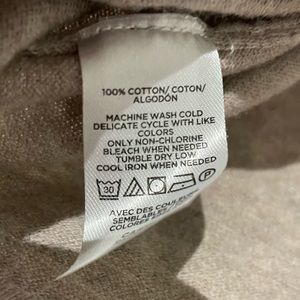 100% COTTON/ COTON/
ALGODÓN
MACHINE WASH COLD
DELICATE CYCLE WITH LIKE
COLORS
ONLY NON-CHLORINE
BLEACH WHEN NEEDED
TUMBLE DRY LOW
COOL IRON WHEN NEEDED
30 P
AVEC DES COULEURS
SEMBLABLES
COLORES